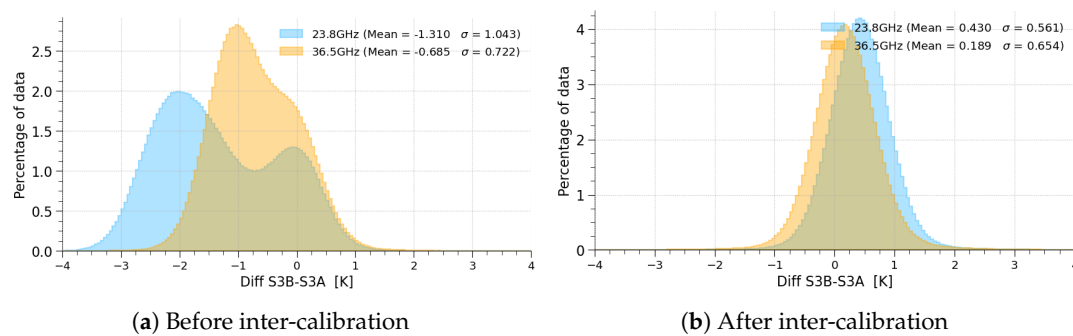 23.8GHz (Mean = -1.310 σ = 1.043)
36.5GHz (Mean = -0.685 σ = 0.722)
Percentage of data
2.5
2.0
1.5
1.0
0.5
0.0
−4 −3 −2 −1 0 1 2 3 4
Diff S3B-S3A [K]
(a) Before inter-calibration
23.8GHz (Mean = 0.430 σ = 0.561)
36.5GHz (Mean = 0.189 σ = 0.654)
Percentage of data
4
3
2
1
0
−4 −3 −2 −1 0 1 2 3 4
Diff S3B-S3A [K]
(b) After inter-calibration